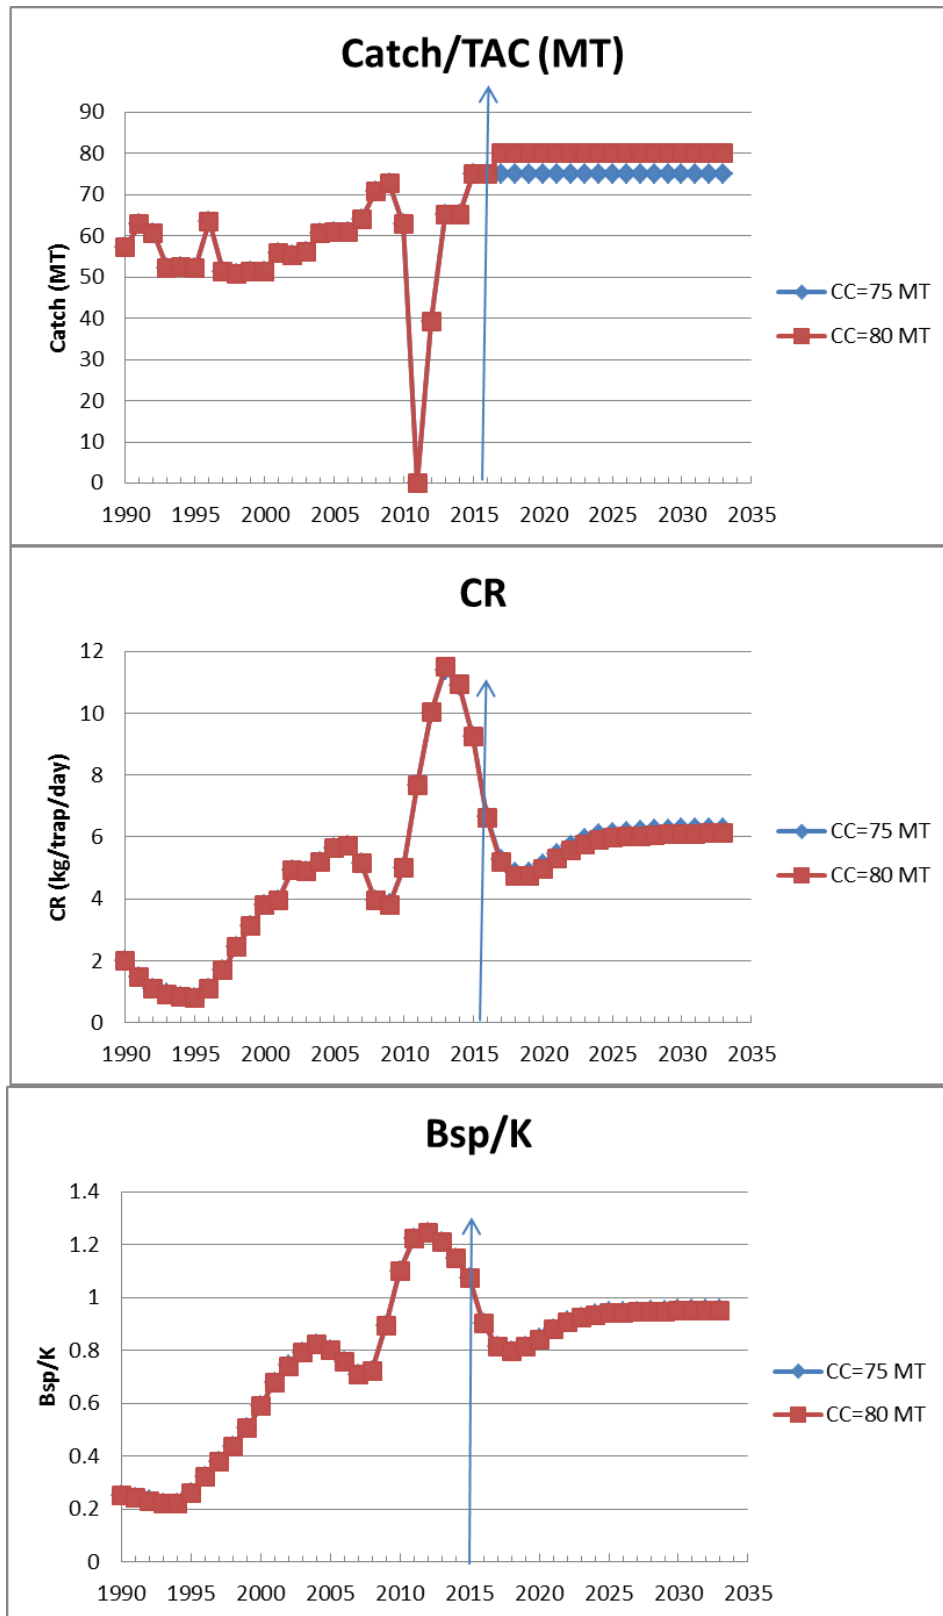 Catch/TAC (MT)
Catch (MT)
90
80
70
60
50
40
30
20
10
0
1990 1995 2000 2005 2010 2015 2020 2025 2030 2035
CC=75 MT
CC=80 MT
CR
CR (kg/trap/day)
12
10
8
6
4
2
0
1990 1995 2000 2005 2010 2015 2020 2025 2030 2035
CC=75 MT
CC=80 MT
Bsp/K
Bsp/K
1.4
1.2
1
0.8
0.6
0.4
0.2
0
1990 1995 2000 2005 2010 2015 2020 2025 2030 2035
CC=75 MT
CC=80 MT